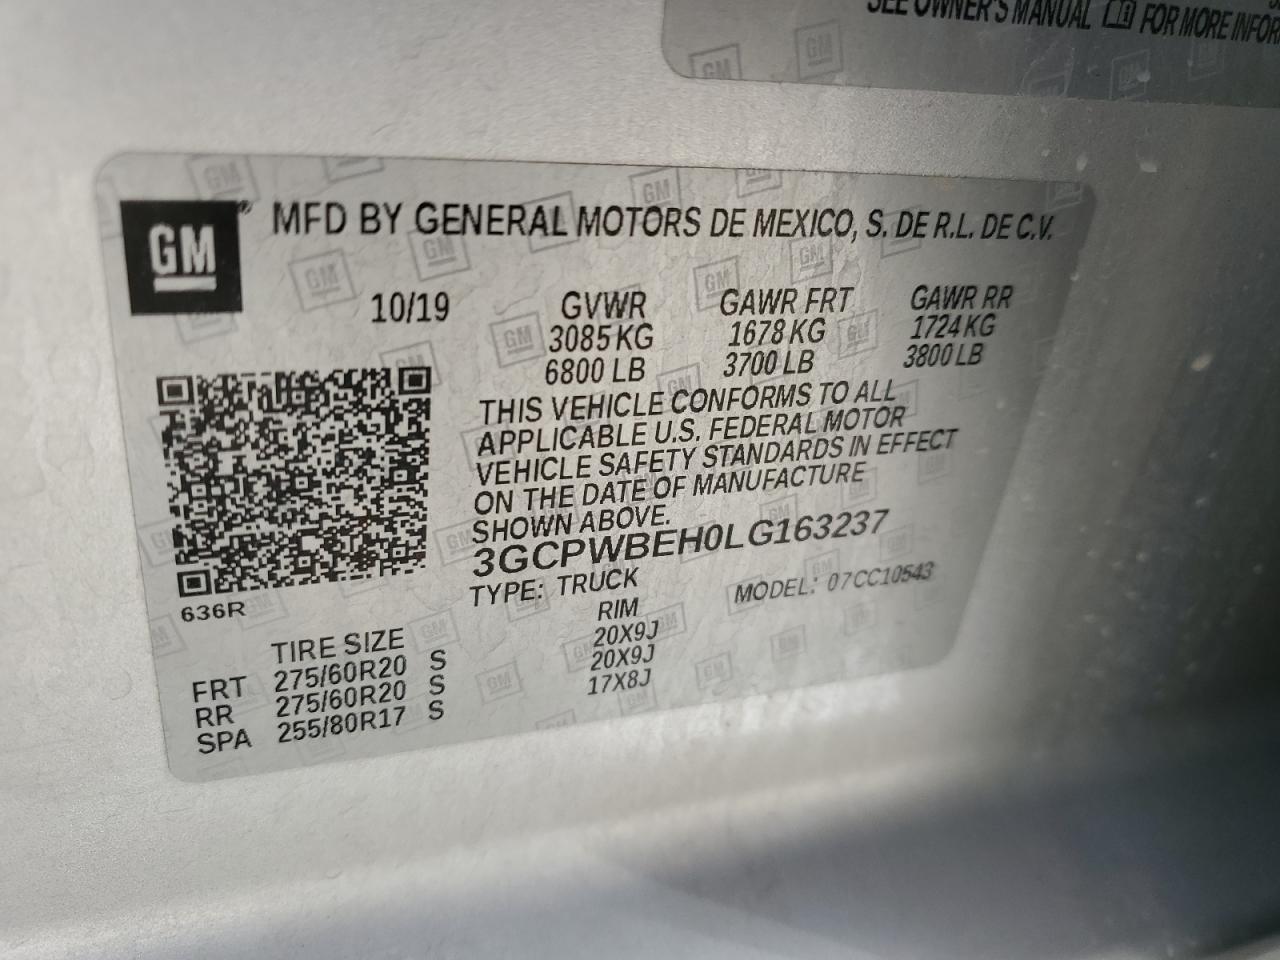 SEE OWNER'S MANUAL FOR MORE
GM
MFD BY GENERAL MOTORS DE MEXICO, S. DE R.L. DE C.V.
10/19 GVWR GAWR FRT GAWR RR
3085 KG 1678 KG 1724 KG
6800 LB 3700 LB 3800 LB
THIS VEHICLE CONFORMS TO ALL
APPLICABLE U.S. FEDERAL MOTOR
VEHICLE SAFETY STANDARDS IN EFFECT
ON THE DATE OF MANUFACTURE
SHOWN ABOVE.
3GCPWBEH0LG163237
TYPE: TRUCK MODEL: 07CC10543
636R
TIRE SIZE RIM
FRT 275/60R20 S 20X9J
RR 275/60R20 S 20X9J
SPA 255/80R17 S 17X8J